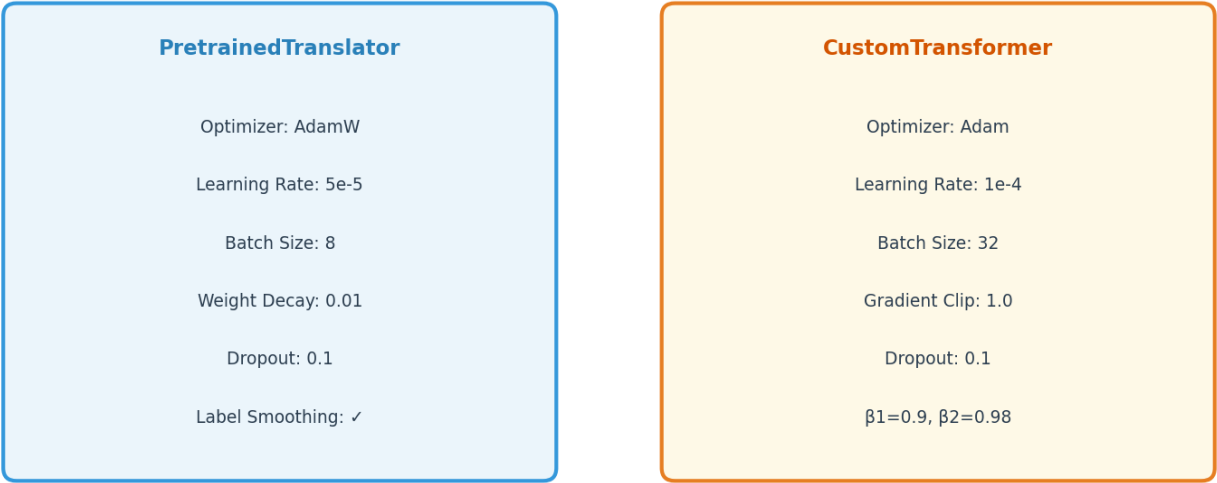 PretrainedTranslator
Optimizer: AdamW
Learning Rate: 5e-5
Batch Size: 8
Weight Decay: 0.01
Dropout: 0.1
Label Smoothing: ✓
CustomTransformer
Optimizer: Adam
Learning Rate: 1e-4
Batch Size: 32
Gradient Clip: 1.0
Dropout: 0.1
β1=0.9, β2=0.98